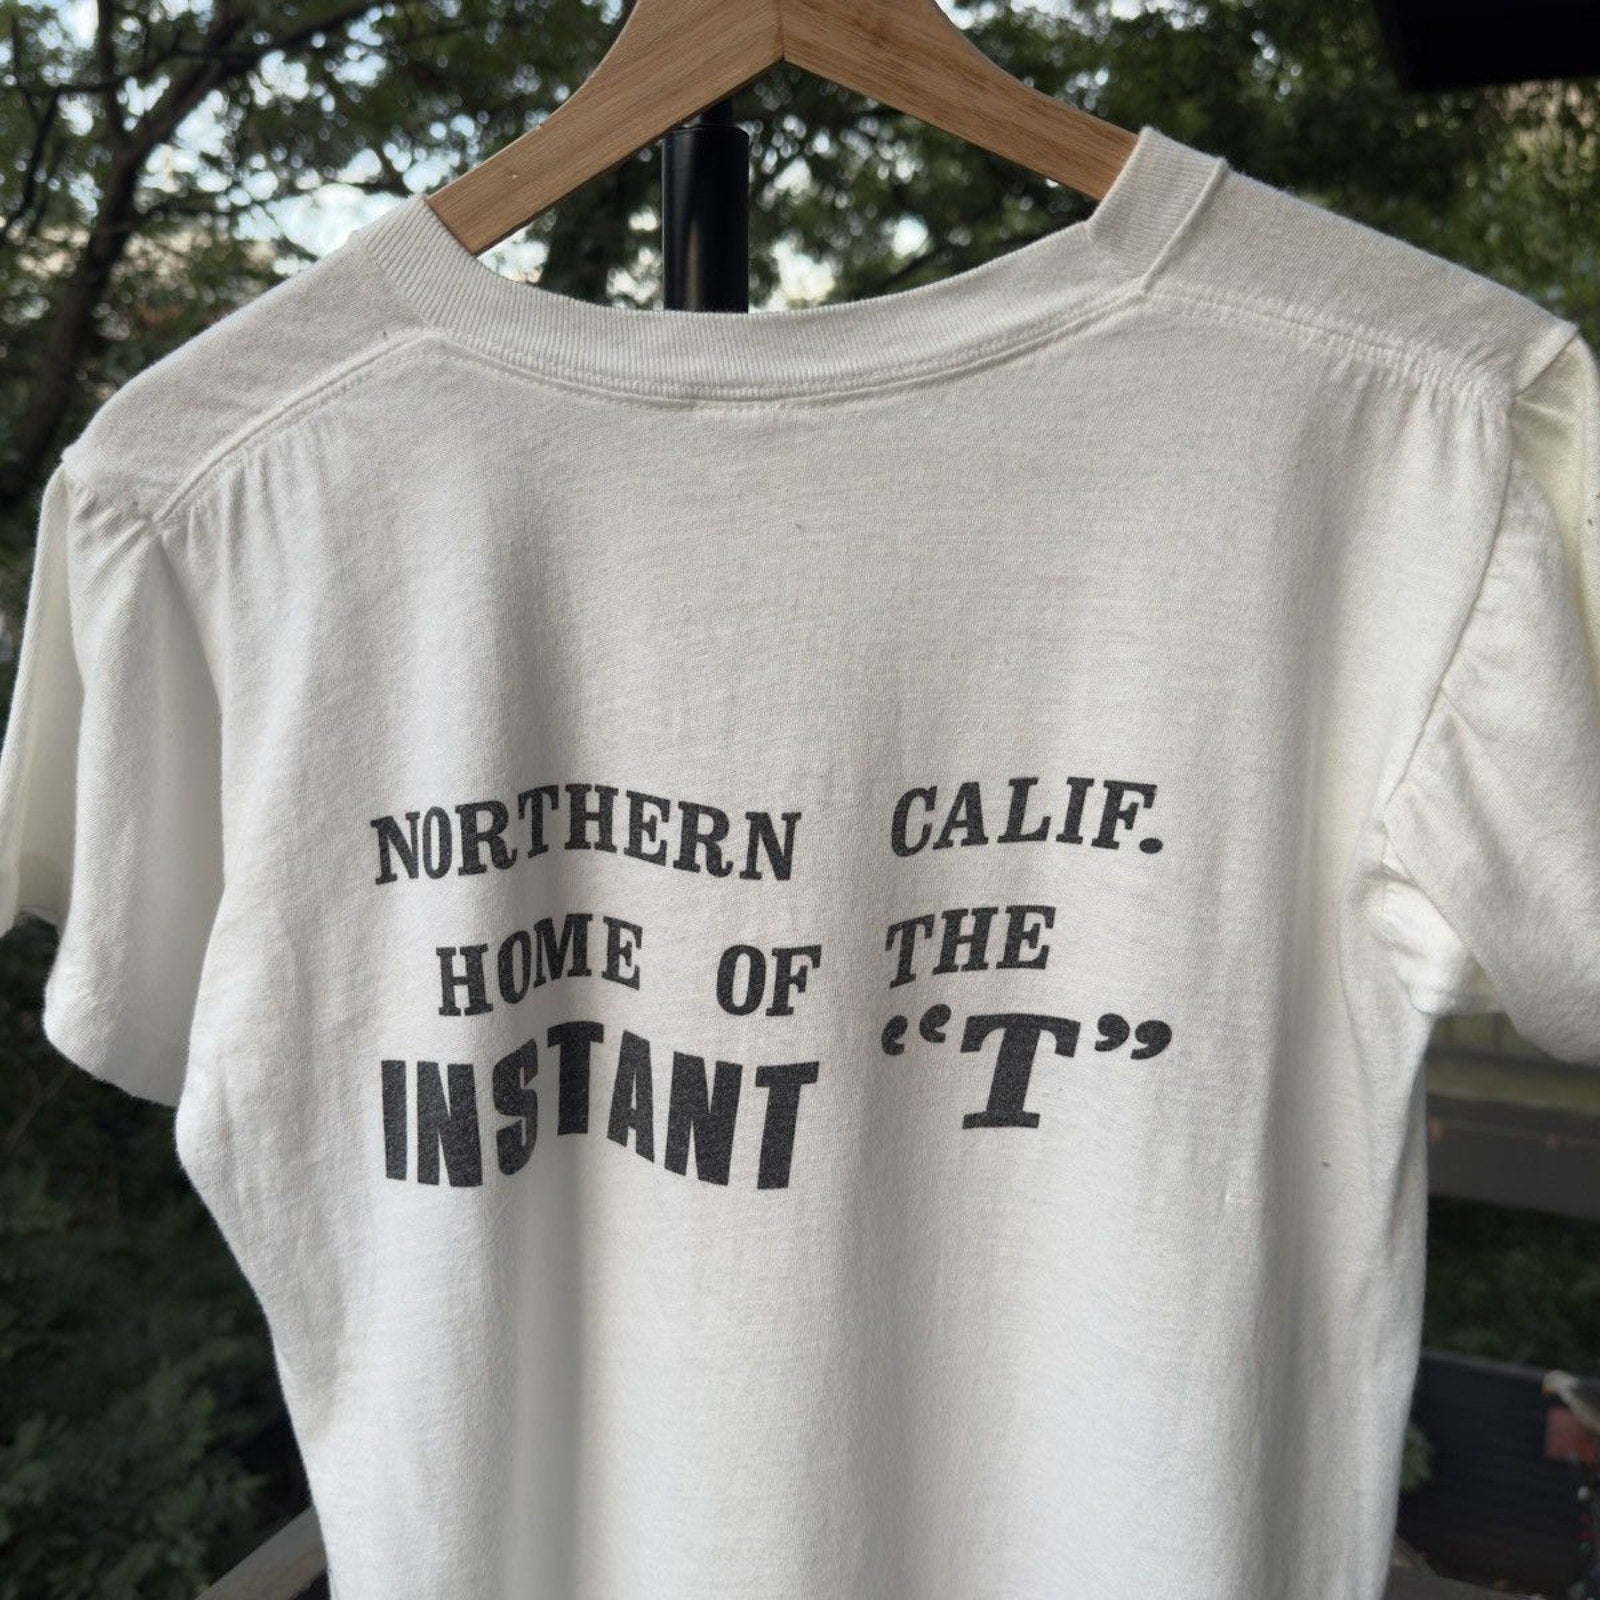 NORTHERN CALIF.
HOME OF THE
INSTANT “T”